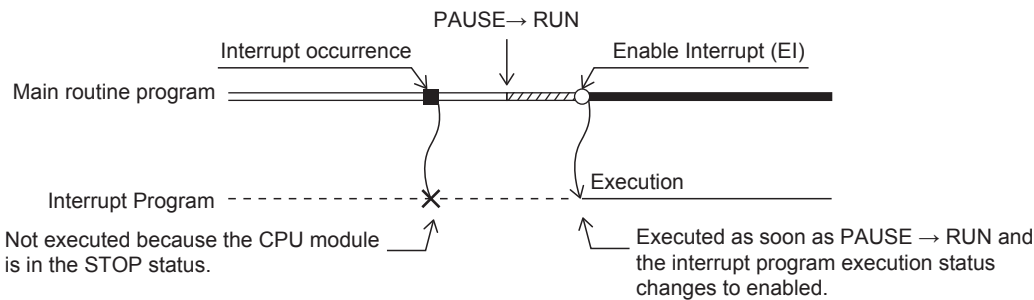 PAUSE→ RUN
Interrupt occurrence
Enable Interrupt (EI)
Main routine program
Execution
Interrupt Program
Not executed because the CPU module
is in the STOP status.
Executed as soon as PAUSE → RUN and
the interrupt program execution status
changes to enabled.